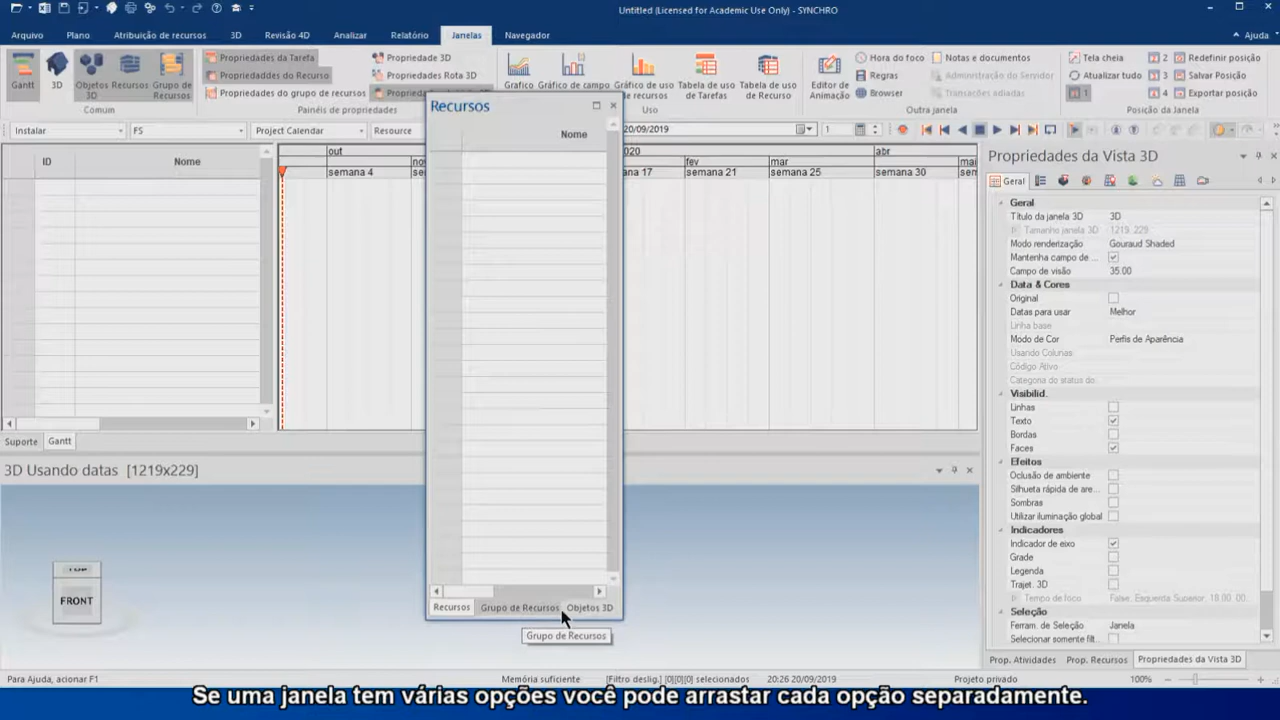 Untitled (Licensed for Academic Use Only) - SYNCHRO
Arquivo Plano Atribuição de recursos 3D Revisão 4D Analizar Relatório Janelas Navegador Ajuda
Gantt 3D Objetos 3D Recursos Grupo de Recursos
Comum
Propriedades da Tarefa
Propriedaddes do Recurso
Propriedades do grupo de recursos
Propriedade 3D
Propriedades Rota 3D
Painéis de propriedades
Gráfico Gráfico de campo Gráfico de uso de recursos Tabela de uso de Tarefas Tabela de uso de Recurso
Uso
Editor de Animação
Hora do foco
Regras
Browser
Notas e documentos
Administração do Servidor
Transações adiadas
Outra janela
Tela cheia
Atualizar tudo
1 2 3 4
Redefinir posição
Salvar Posição
Exportar posição
Posição da Janela
Instalar FS Project Calendar Resource 20/09/2019 1
ID Nome
out 020 abr
fev mar
semana 4 ana 17 semana 21 semana 25 semana 30
Suporte Gantt
Recursos
Nome
Recursos Grupo de Recursos Objetos 3D
Grupo de Recursos
3D Usando datas [1219x229]
TOP
FRONT
Propriedades da Vista 3D
Geral
Geral
Título da janela 3D 3D
Tamanho janela 3D 1219, 229
Modo renderização Gouraud Shaded
Mantenha campo de ...
Campo de visão 35.00
Data & Cores
Original
Datas para usar Melhor
Linha base
Modo de Cor Perfis de Aparência
Usando Colunas
Código Ativo
Categoria do status do
Visibilid.
Linhas
Texto
Bordas
Faces
Efeitos
Oclusão de ambiente
Silhueta rápida de are...
Sombras
Utilizar iluminação global
Indicadores
Indicador de eixo
Grade
Legenda
Trajet. 3D
Tempo de foco False, Esquerda Superior, 18.00, 00...
Seleção
Ferram. de Seleção Janela
Selecionar somente filt...
Prop. Atividades Prop. Recursos Propriedades da Vista 3D
Para Ajuda, acionar F1 Memória suficiente [Filtro deslig.] [0][0][0] selecionados 20:26 20/09/2019 Projeto privado 100%
Se uma janela tem várias opções você pode arrastar cada opção separadamente.